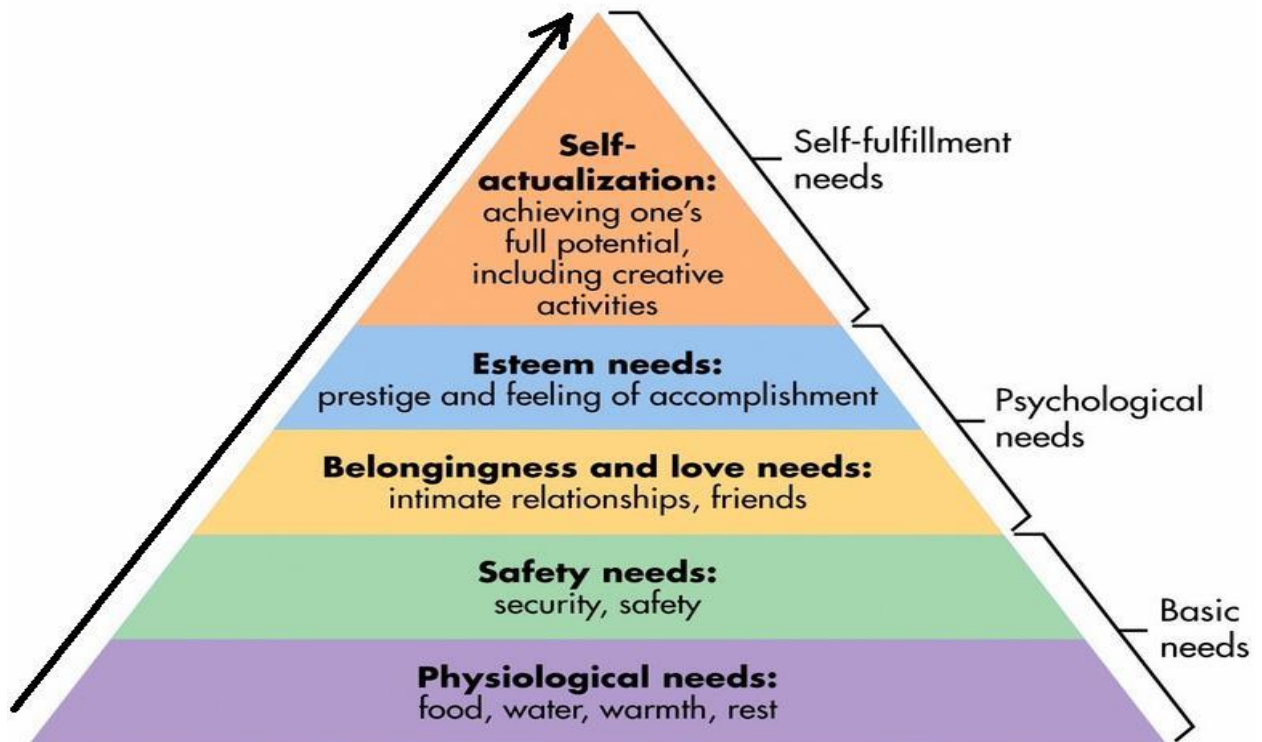 Self-
actualization:
achieving one's
full potential,
including creative
activities
Self-fulfillment
needs
Esteem needs:
prestige and feeling of accomplishment
Psychological
needs
Belongingness and love needs:
intimate relationships, friends
Safety needs:
security, safety
Basic
needs
Physiological needs:
food, water, warmth, rest